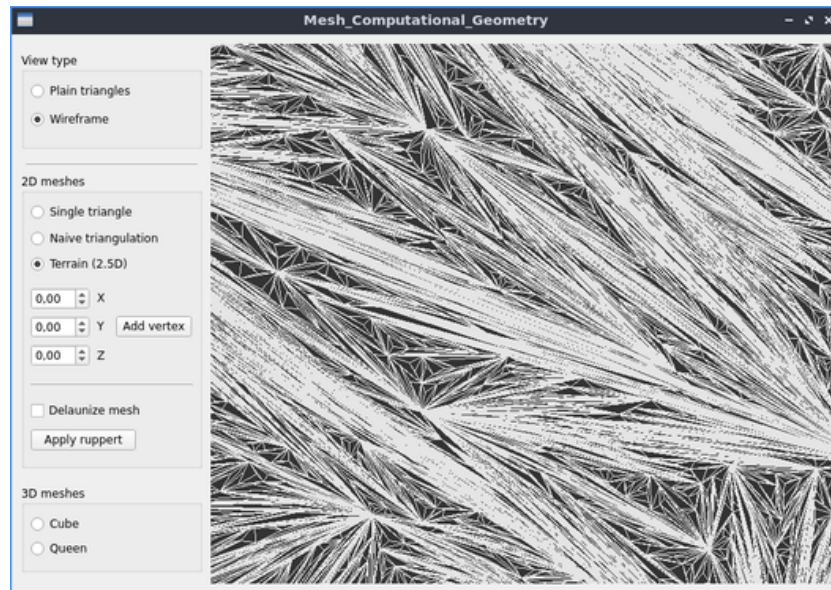 Mesh_Computational_Geometry
View type
Plain triangles
Wireframe
2D meshes
Single triangle
Naive triangulation
Terrain (2.5D)
0.00 X
0.00 Y Add vertex
0.00 Z
Delaunize mesh
Apply ruppert
3D meshes
Cube
Queen